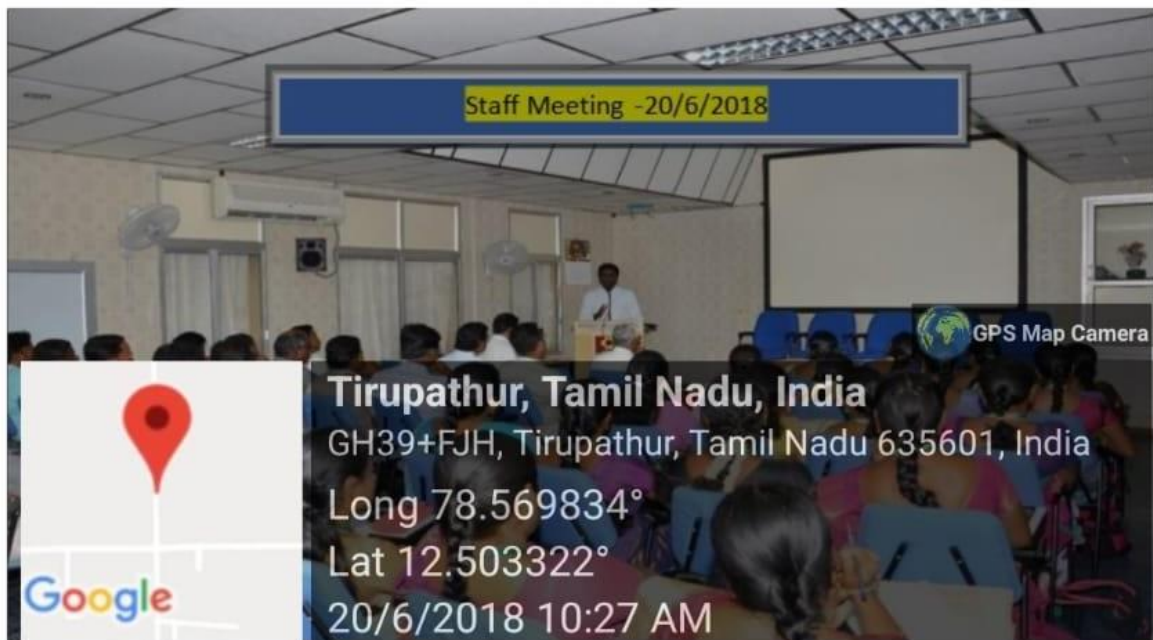 Staff Meeting -20/6/2018
GPS Map Camera
Tirupathur, Tamil Nadu, India
GH39+FJH, Tirupathur, Tamil Nadu 635601, India
Long 78.569834°
Lat 12.503322°
20/6/2018 10:27 AM
Google